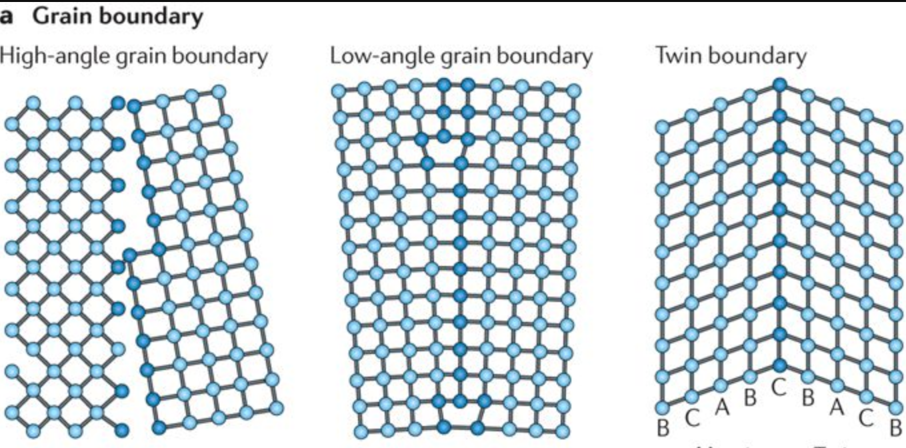 a Grain boundary
High-angle grain boundary
Low-angle grain boundary
Twin boundary
B C A B C B A C B